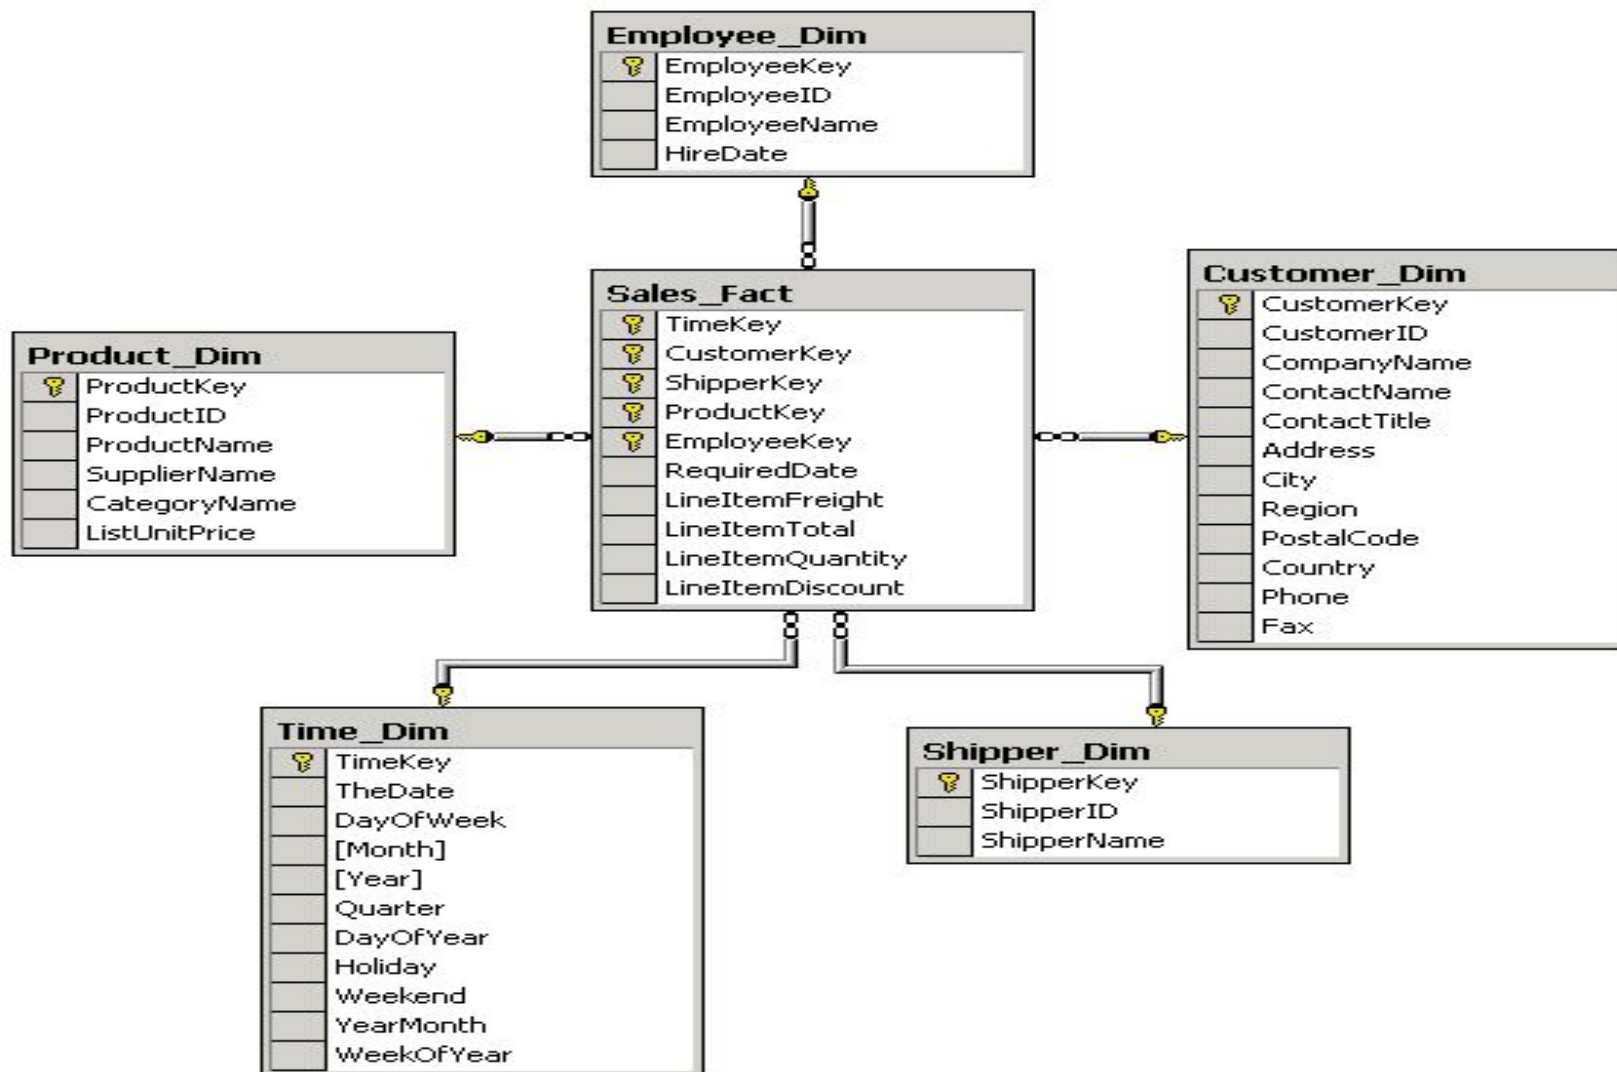 Employee_Dim
EmployeeKey
EmployeeID
EmployeeName
HireDate
Sales_Fact
TimeKey
CustomerKey
ShipperKey
ProductKey
EmployeeKey
RequiredDate
LineItemFreight
LineItemTotal
LineItemQuantity
LineItemDiscount
Customer_Dim
CustomerKey
CustomerID
CompanyName
ContactName
ContactTitle
Address
City
Region
PostalCode
Country
Phone
Fax
Product_Dim
ProductKey
ProductID
ProductName
SupplierName
CategoryName
ListUnitPrice
Time_Dim
TimeKey
TheDate
DayOfWeek
[Month]
[Year]
Quarter
DayOfYear
Holiday
Weekend
YearMonth
WeekOfYear
Shipper_Dim
ShipperKey
ShipperID
ShipperName